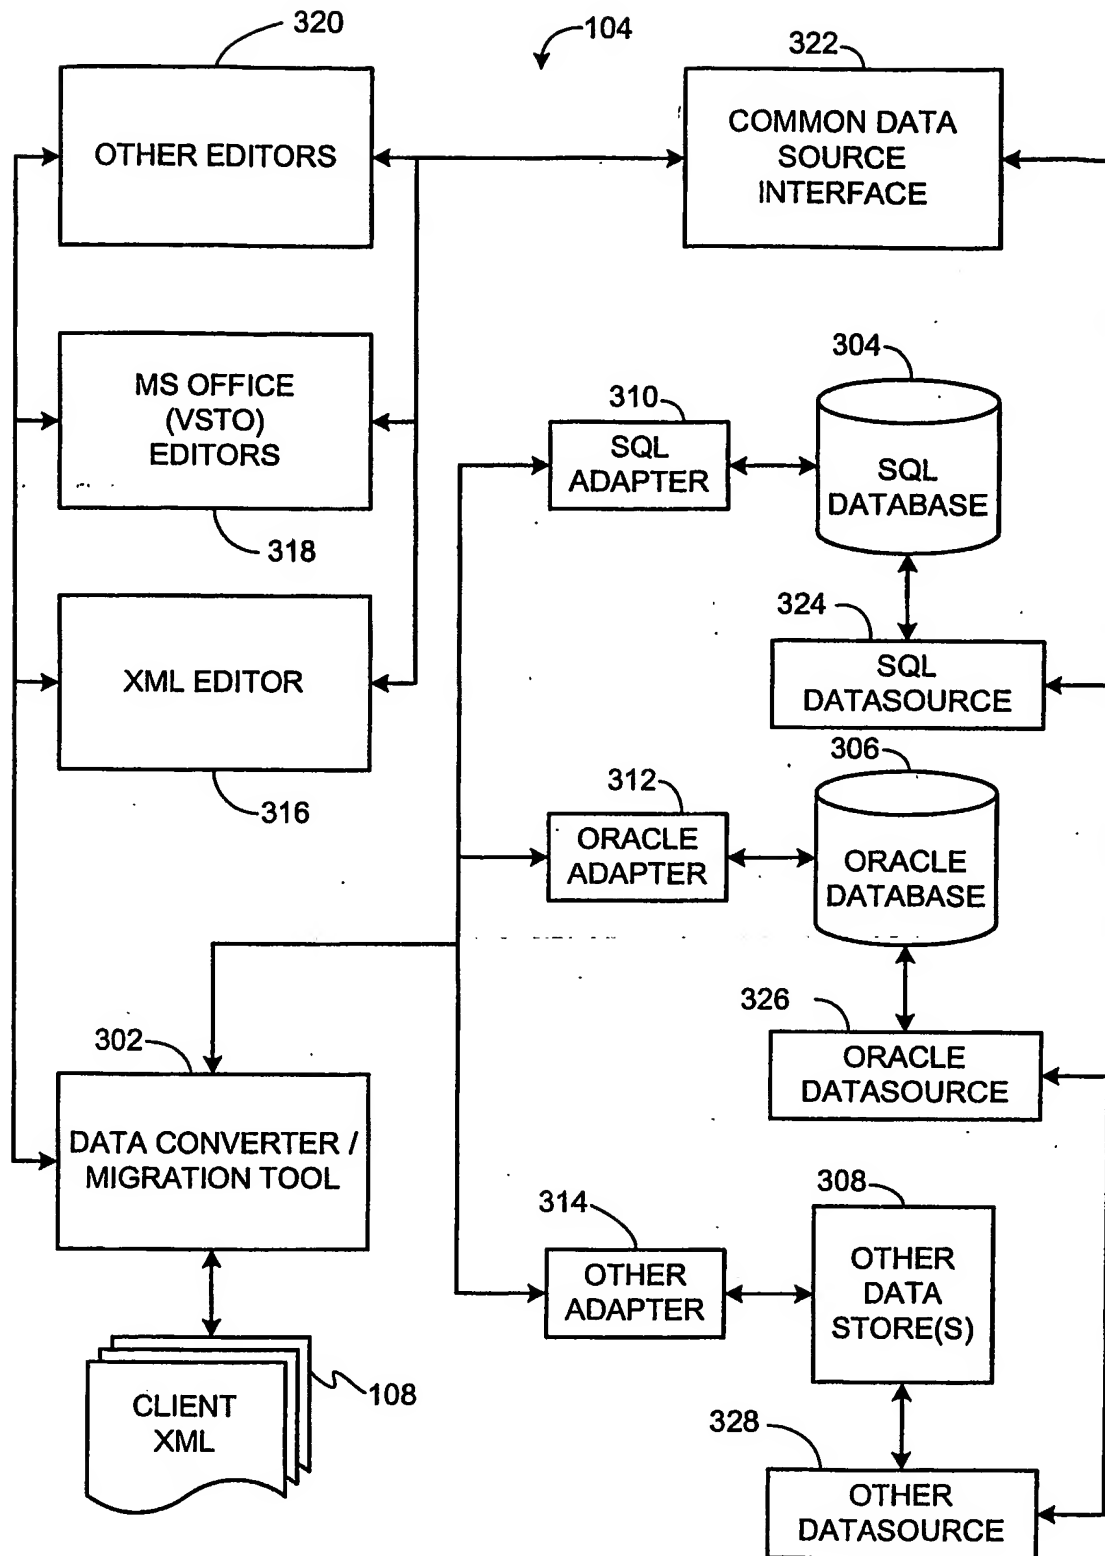 320
104
322
OTHER EDITORS
COMMON DATA
SOURCE
INTERFACE
MS OFFICE
(VSTO)
EDITORS
318
310
SQL
ADAPTER
304
SQL
DATABASE
324
SQL
DATASOURCE
XML EDITOR
316
312
ORACLE
ADAPTER
306
ORACLE
DATABASE
326
ORACLE
DATASOURCE
302
DATA CONVERTER /
MIGRATION TOOL
314
OTHER
ADAPTER
308
OTHER
DATA
STORE(S)
108
CLIENT
XML
328
OTHER
DATASOURCE